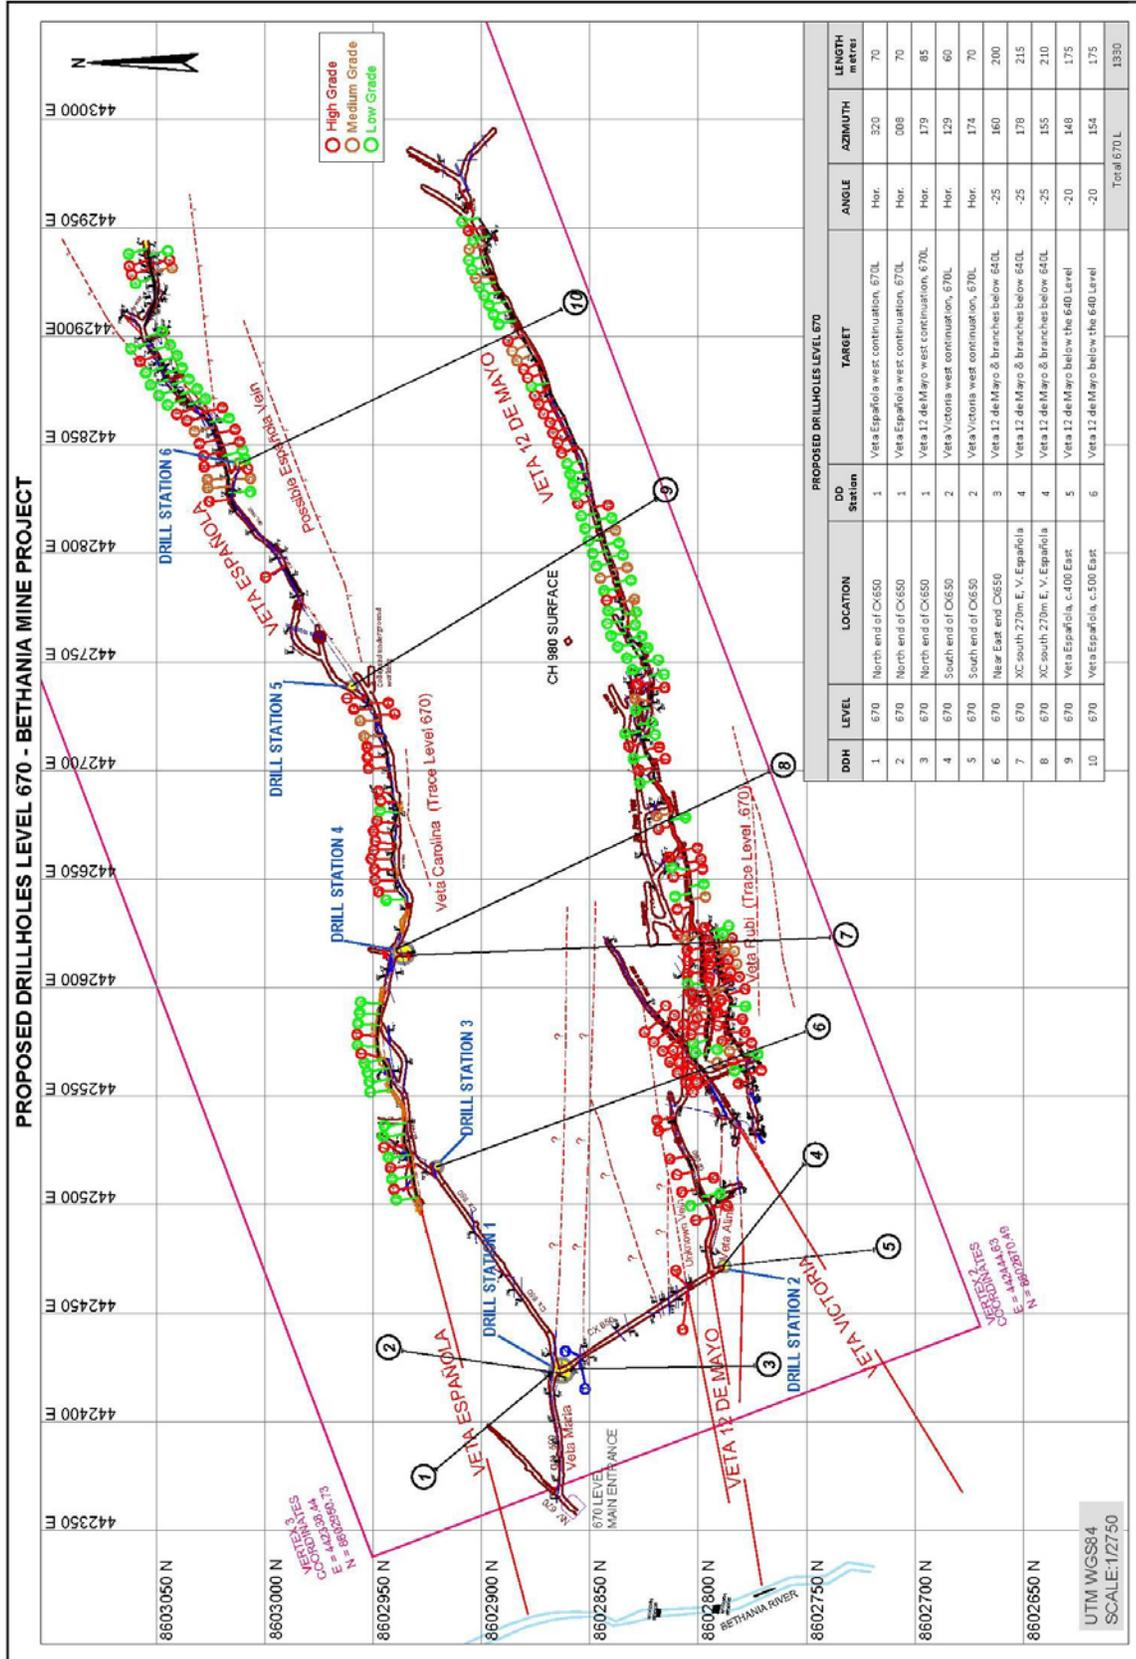 PROPOSED DRILLHOLES LEVEL 670 - BETHANIA MINE PROJECT
N
High Grade
Medium Grade
Low Grade
442350 E
442400 E
442450 E
442500 E
442550 E
442600 E
442650 E
442700 E
442750 E
442800 E
442850 E
442900E
442950 E
443000 E
8603050 N
8603000 N
8602950 N
8602900 N
8602850 N
8602800 N
8602750 N
8602700 N
8602650 N
VERTEX 3
COORDINATES
E = 442338.44
N = 8602950.73
VETA ESPAÑOLA
DRILL STATION 6
Possible Española Vein
VETA ESPAÑOLA
DRILL STATION 5
Collapsed underground
workings
DRILL STATION 4
Veta Carolina (Trace Level 670)
DRILL STATION 3
DRILL STATION 1
CX 650
CX 650
CX 650
Veta Maria
NV 670
670 LEVEL
MAIN ENTRANCE
VETA 12 DE MAYO
CH 980 SURFACE
Veta Rubi (Trace Level 670)
Unknown Vein
VETA 12 DE MAYO
DRILL STATION 2
VETA VICTORIA
? ? ? ? ? ? ?
1
2
3
4
5
6
7
8
9
10
BETHANIA RIVER
VERTEX 2
COORDINATES
E = 442444.63
N = 8602670.49
PROPOSED DRILLHOLES LEVEL 670
DDH LEVEL LOCATION DD Station TARGET ANGLE AZIMUTH LENGTH metres
1 670 North end of CX650 1 Veta Española west continuation, 670L Hor. 320 70
2 670 North end of CX650 1 Veta Española west continuation, 670L Hor. 008 70
3 670 North end of CX650 1 Veta 12 de Mayo west continuation, 670L Hor. 179 85
4 670 South end of CX650 2 Veta Victoria west continuation, 670L Hor. 129 60
5 670 South end of CX650 2 Veta Victoria west continuation, 670L Hor. 174 70
6 670 Near East end CX650 3 Veta 12 de Mayo & branches below 640L -25 160 200
7 670 XC south 270m E, V. Española 4 Veta 12 de Mayo & branches below 640L -25 178 215
8 670 XC south 270m E, V. Española 4 Veta 12 de Mayo & branches below 640L -25 155 210
9 670 Veta Española, c.400 East 5 Veta 12 de Mayo below the 640 Level -20 148 175
10 670 Veta Española, c.500 East 6 Veta 12 de Mayo below the 640 Level -20 154 175
Total 670 L 1330
UTM WGS84
SCALE:1/2750